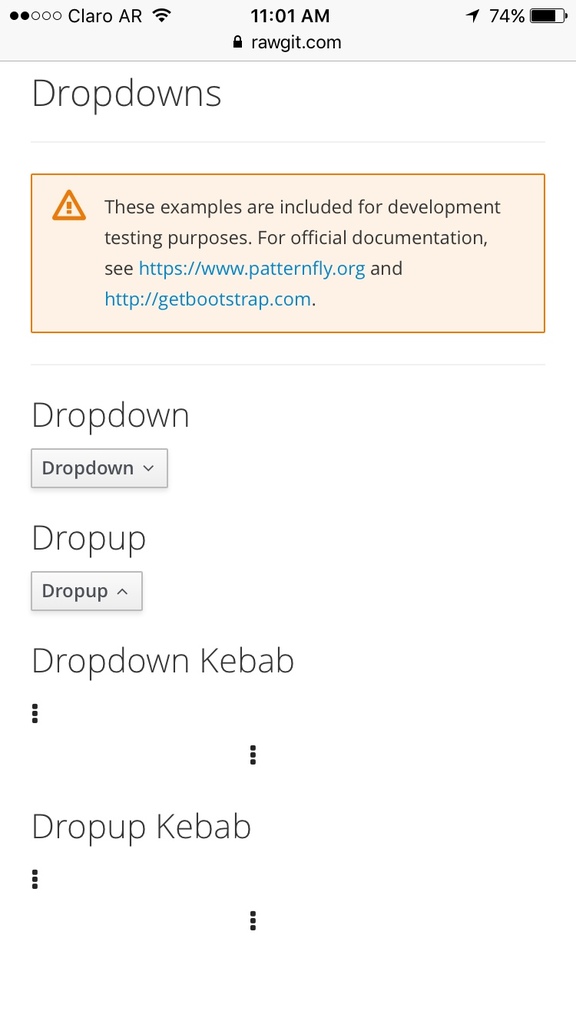 Claro AR 11:01 AM 74%
rawgit.com
Dropdowns
These examples are included for development
testing purposes. For official documentation,
see https://www.patternfly.org and
http://getbootstrap.com.
Dropdown
Dropdown
Dropup
Dropup
Dropdown Kebab
Dropup Kebab